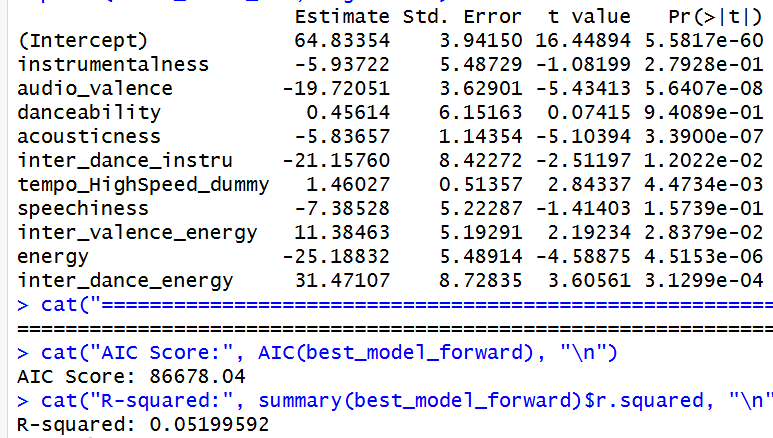 Estimate Std. Error t value Pr(>|t|)
(Intercept) 64.83354 3.94150 16.44894 5.5817e-60
instrumentalness -5.93722 5.48729 -1.08199 2.7928e-01
audio_valence -19.72051 3.62901 -5.43413 5.6407e-08
danceability 0.45614 6.15163 0.07415 9.4089e-01
acousticness -5.83657 1.14354 -5.10394 3.3900e-07
inter_dance_instru -21.15760 8.42272 -2.51197 1.2022e-02
tempo_HighSpeed_dummy 1.46027 0.51357 2.84337 4.4734e-03
speechiness -7.38528 5.22287 -1.41403 1.5739e-01
inter_valence_energy 11.38463 5.19291 2.19234 2.8379e-02
energy -25.18832 5.48914 -4.58875 4.5153e-06
inter_dance_energy 31.47107 8.72835 3.60561 3.1299e-04
> cat("========================================================
===============================================================
> cat("AIC Score:", AIC(best_model_forward), "\n")
AIC Score: 86678.04
> cat("R-squared:", summary(best_model_forward)$r.squared, "\n"
R-squared: 0.05199592